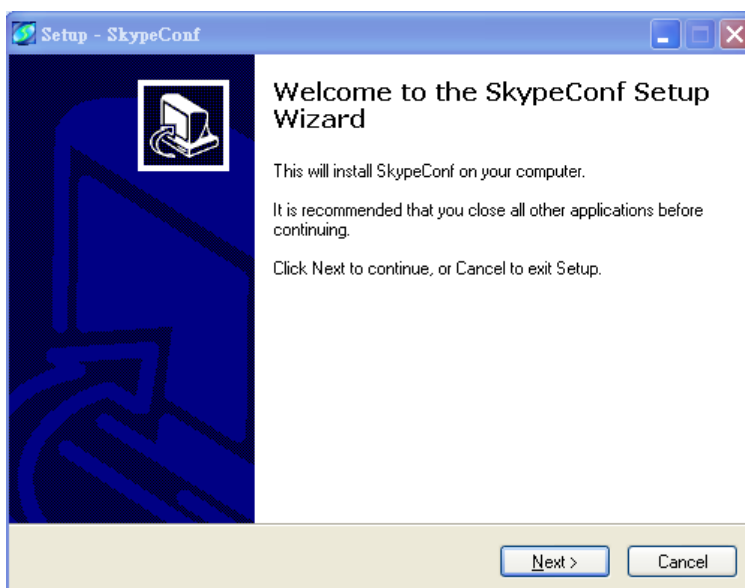 Setup - SkypeConf
Welcome to the SkypeConf Setup
Wizard
This will install SkypeConf on your computer.
It is recommended that you close all other applications before
continuing.
Click Next to continue, or Cancel to exit Setup.
Next >
Cancel